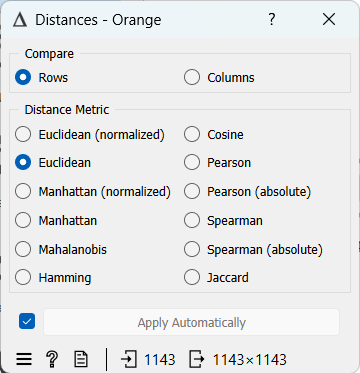 Distances - Orange
Compare
Rows Columns
Distance Metric
Euclidean (normalized) Cosine
Euclidean Pearson
Manhattan (normalized) Pearson (absolute)
Manhattan Spearman
Mahalanobis Spearman (absolute)
Hamming Jaccard
Apply Automatically
1143 1143×1143